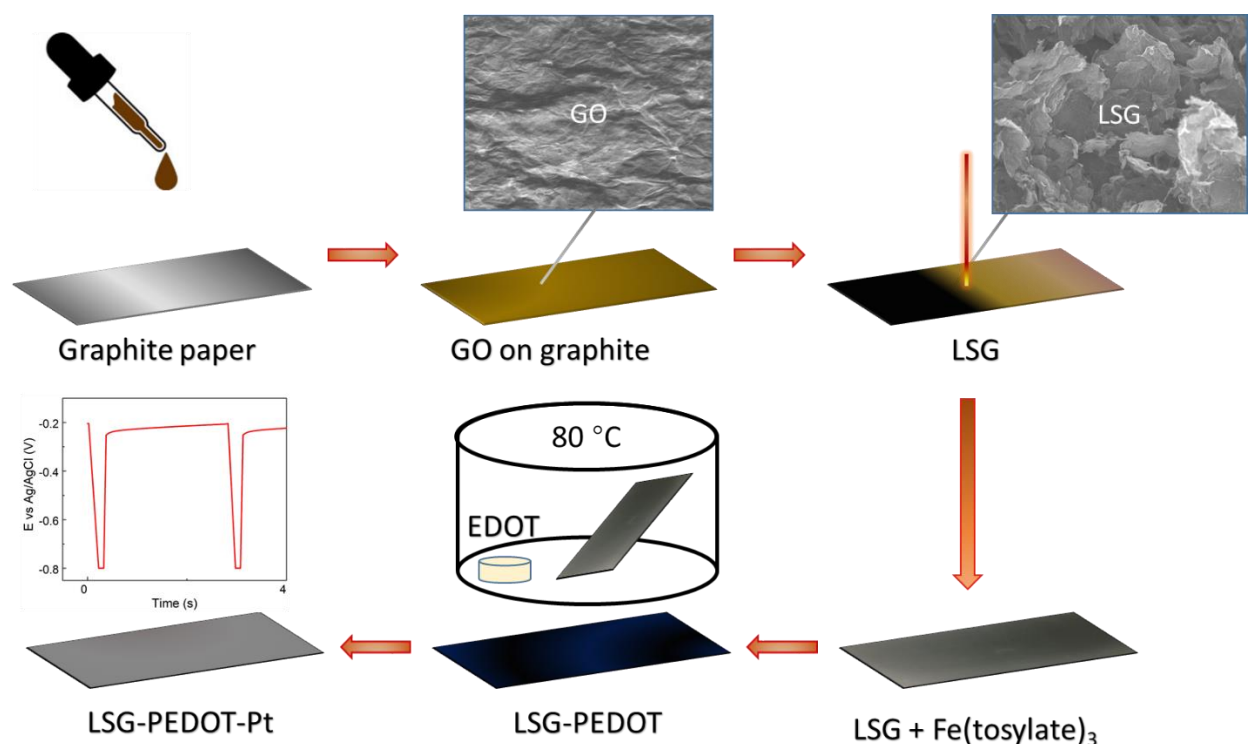 GO
LSG
Graphite paper
GO on graphite
LSG
-0.2
-0.4
-0.6
-0.8
E vs Ag/AgCl (V)
0
4
Time (s)
80 °C
EDOT
LSG-PEDOT-Pt
LSG-PEDOT
LSG + Fe(tosylate)₃